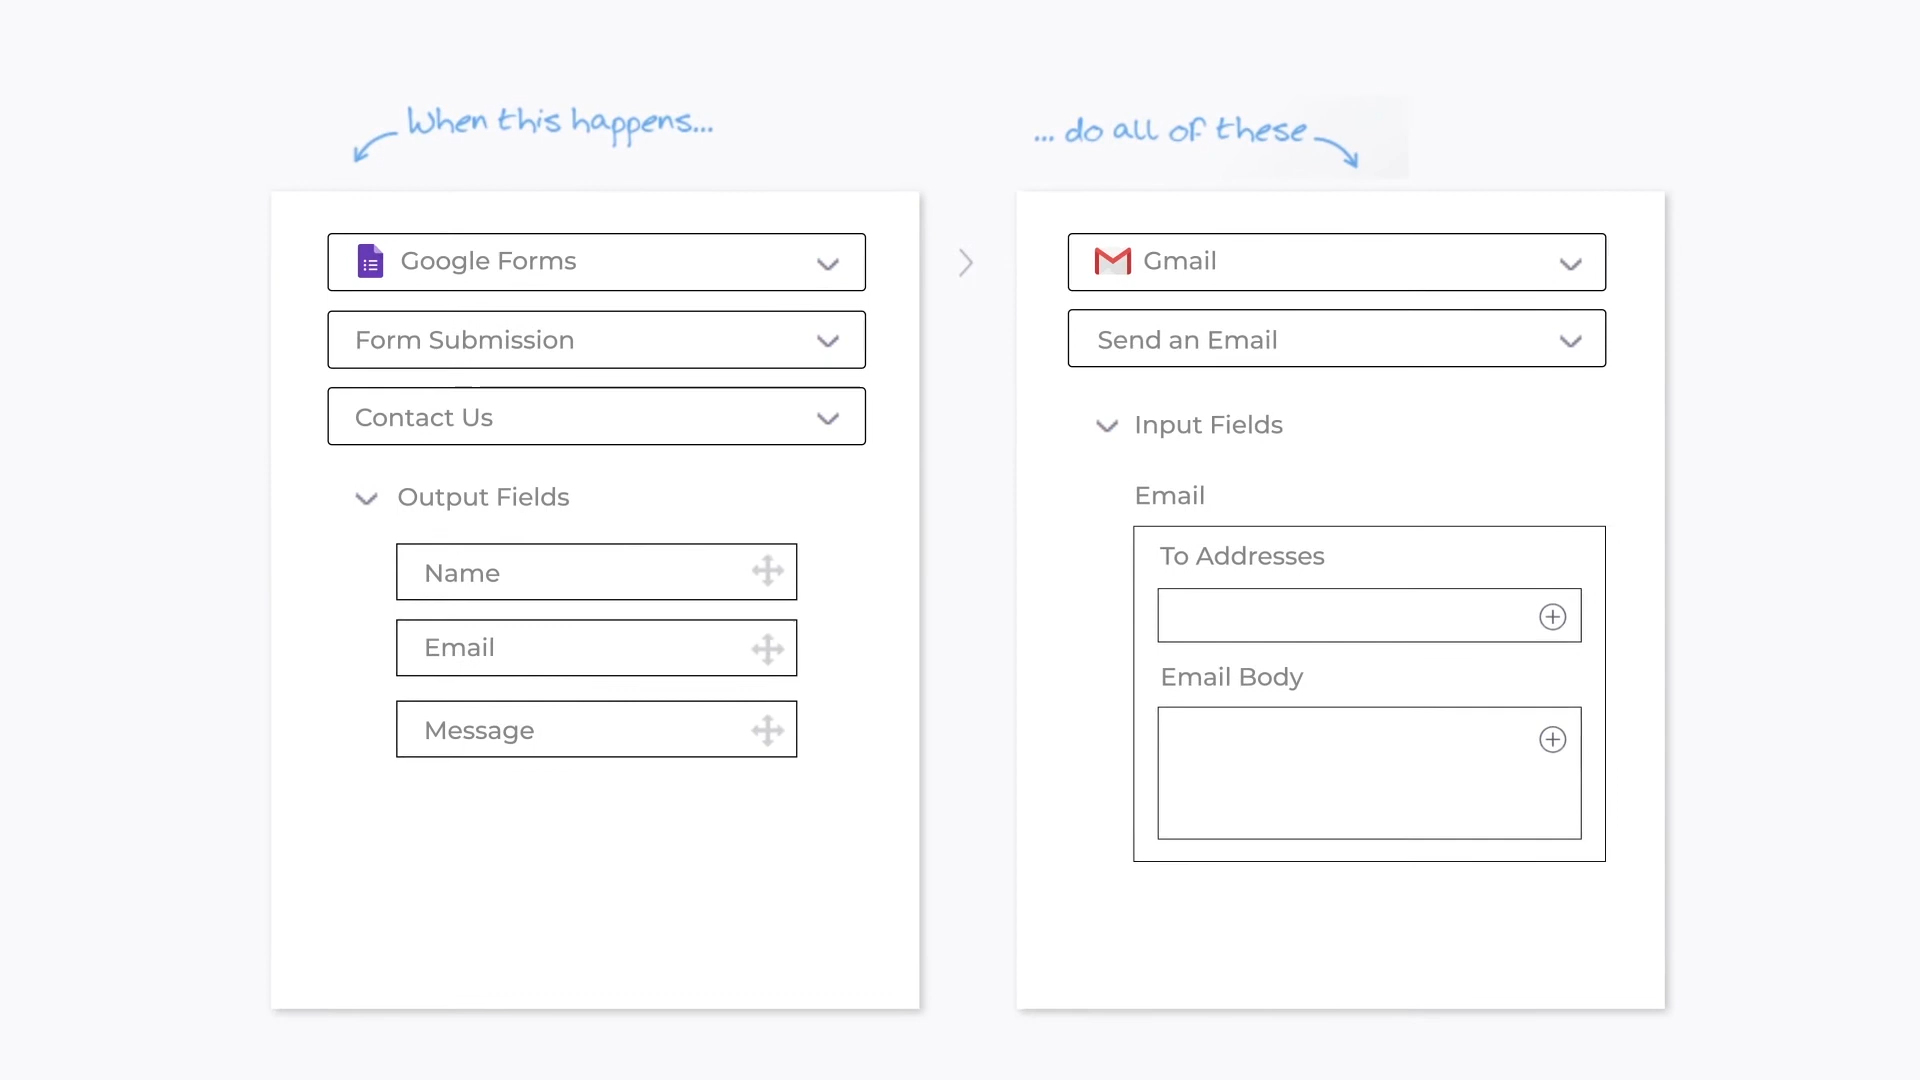 When this happens...
Google Forms
Form Submission
Contact Us
Output Fields
Name
Email
Message
... do all of these
Gmail
Send an Email
Input Fields
Email
To Addresses
Email Body